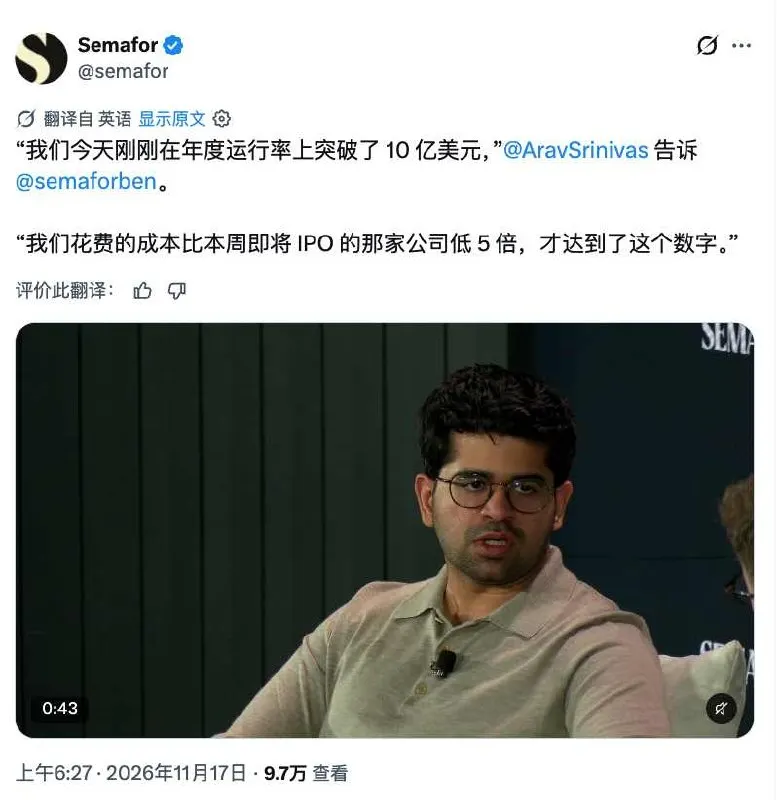 Semafor
@semafor
翻译自 英语 显示原文
“我们今天刚刚在年度运行率上突破了 10 亿美元，”@AravSrinivas 告诉
@semaforben。
“我们花费的成本比本周即将 IPO 的那家公司低 5 倍，才达到了这个数字。”
评价此翻译：
SEMA
0:43
上午6:27 · 2026年11月17日 · 9.7万 查看